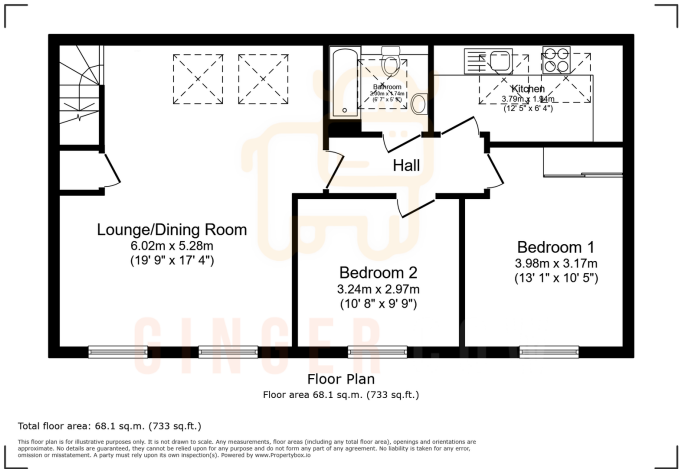 Bathroom
Kitchen
3.79m x 1.94m
(12' 5" x 6' 4")
Hall
Lounge/Dining Room
6.02m x 5.28m
(19' 9" x 17' 4")
Bedroom 2
3.24m x 2.97m
(10' 8" x 9' 9")
Bedroom 1
3.98m x 3.17m
(13' 1" x 10' 5")
GINGER
Floor Plan
Floor area 68.1 sq.m. (733 sq.ft.)
Total floor area: 68.1 sq.m. (733 sq.ft.)
This floor plan is for illustrative purposes only. It is not drawn to scale. Any measurements, floor areas (including any total floor area), openings and orientations are
approximate. No details are guaranteed, they cannot be relied upon for any purpose and do not form any part of any agreement. No liability is taken for any error,
omission or misstatement. A party must rely upon its own inspection(s). Powered by www.Propertybox.io